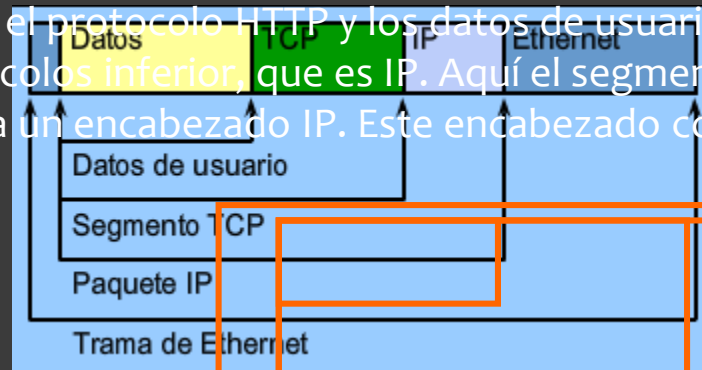 el protocolo HTTP y los datos de usuari
Datos TCP IP Ethernet
colos inferior, que es IP. Aquí el segmen
a un encabezado IP. Este encabezado co
Datos de usuario
Segmento TCP
Paquete IP
Trama de Ethernet